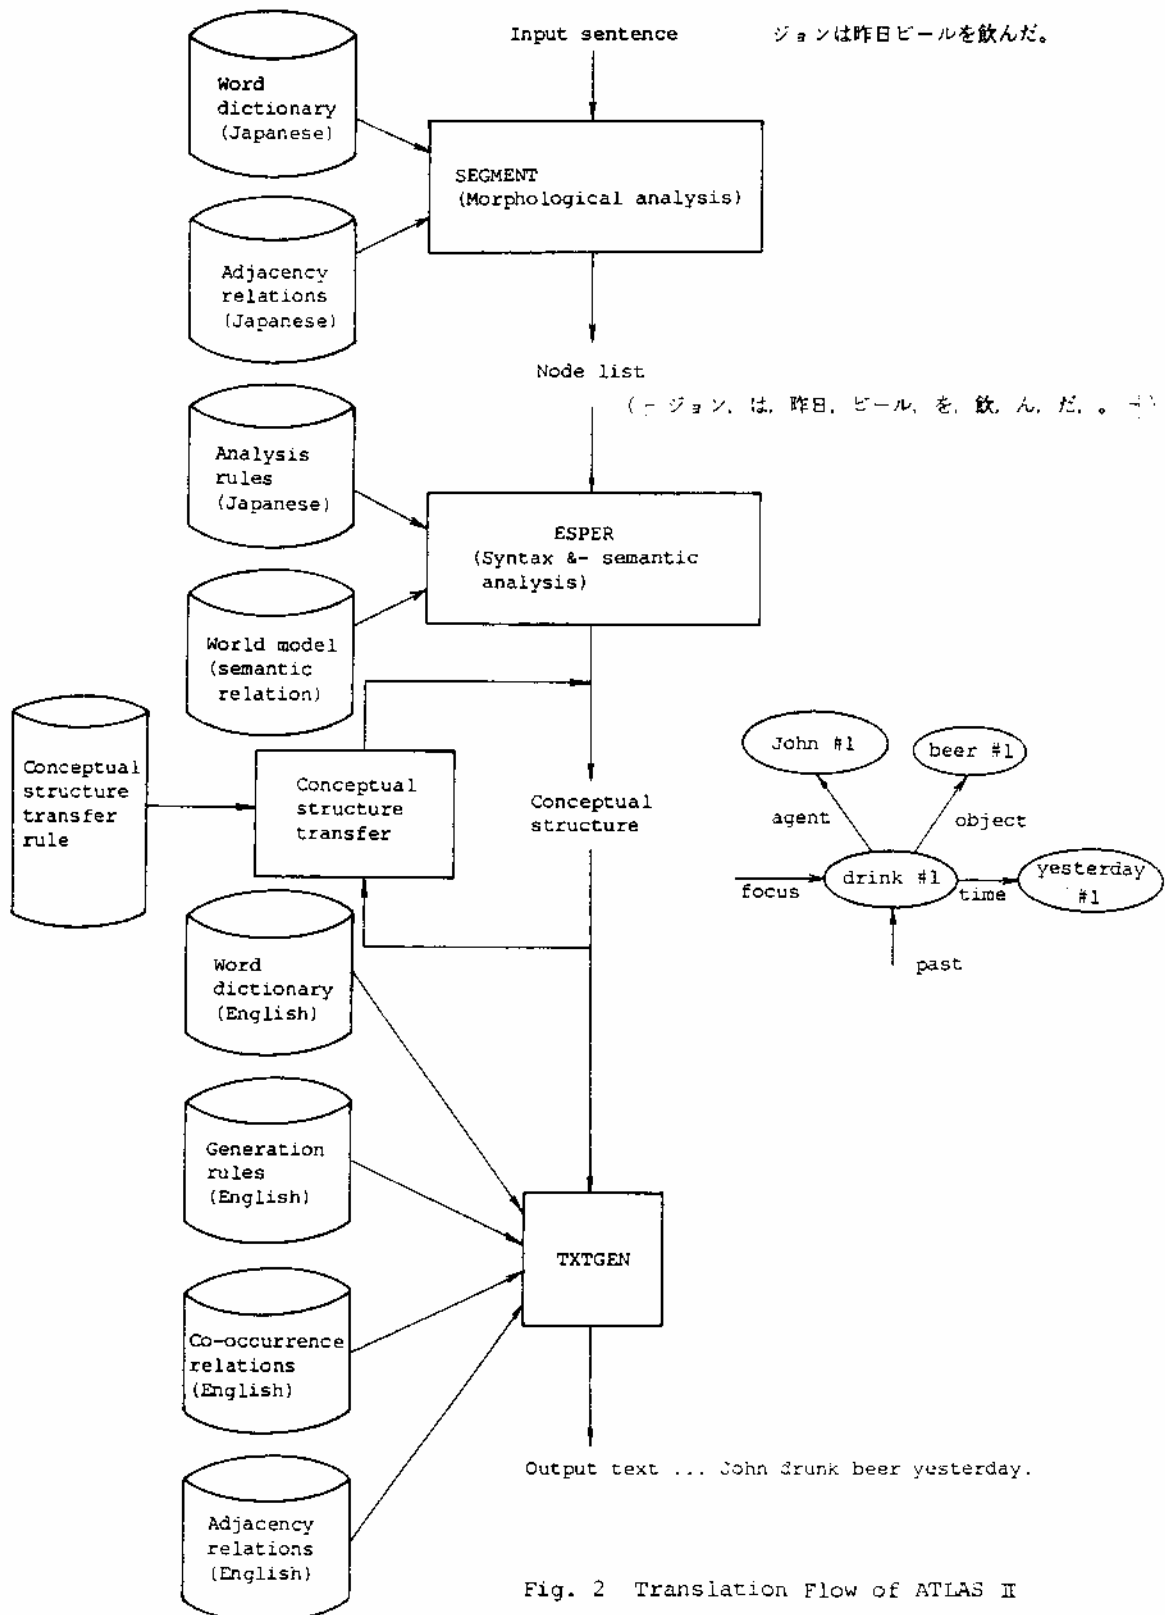 Input sentence ジョンは昨日ビールを飲んだ。
Word
dictionary
(Japanese)
SEGMENT
(Morphological analysis)
Adjacency
relations
(Japanese)
Node list
ジョン, は, 昨日, ビール, を, 飲, ん, だ, 。
Analysis
rules
(Japanese)
ESPER
(Syntax &- semantic
analysis)
World model
(semantic
relation)
Conceptual
structure
transfer
rule
Conceptual
structure
transfer
Conceptual
structure
John #1
beer #1
agent
object
focus
drink #1
time
yesterday
#1
past
Word
dictionary
(English)
Generation
rules
(English)
TXTGEN
Co-occurrence
relations
(English)
Output text ... John drunk beer yesterday.
Adjacency
relations
(English)
Fig. 2 Translation Flow of ATLAS II